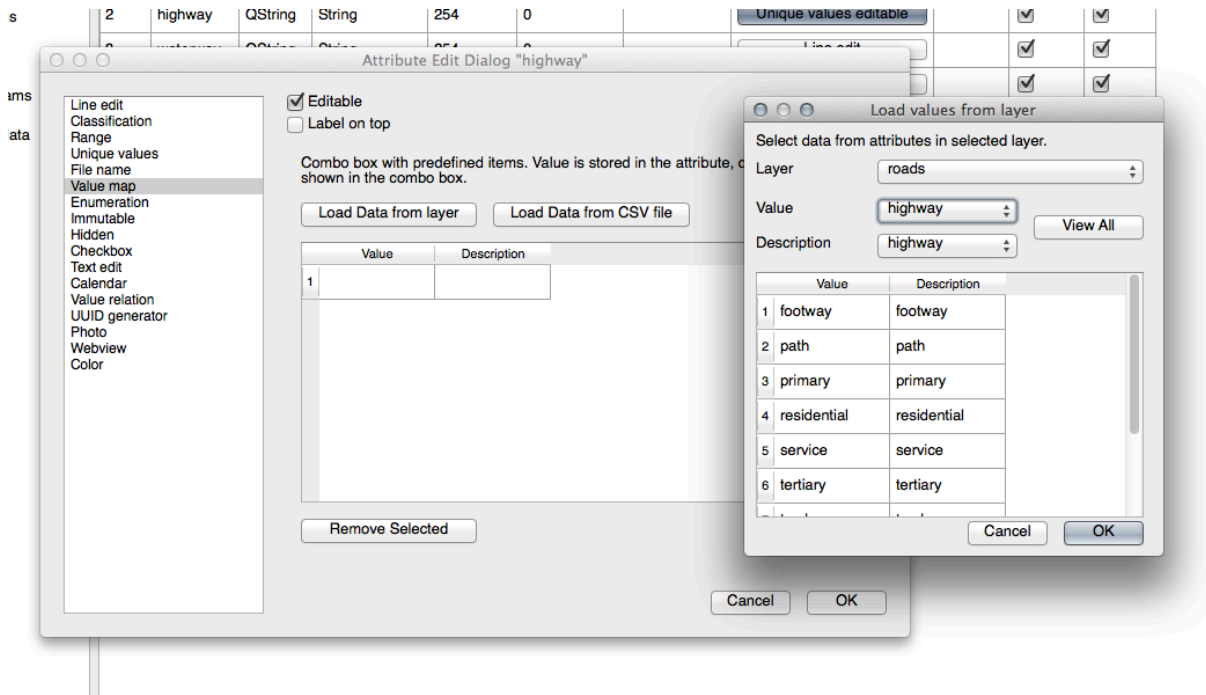 s
2 highway QString String 254 0 Unique values editable
Line edit
Attribute Edit Dialog "highway"
ams
ata
Line edit
Classification
Range
Unique values
File name
Value map
Enumeration
Immutable
Hidden
Checkbox
Text edit
Calendar
Value relation
UUID generator
Photo
Webview
Color
Editable
Label on top
Combo box with predefined items. Value is stored in the attribute,
shown in the combo box.
Load Data from layer Load Data from CSV file
Value Description
1
Remove Selected
Cancel OK
Load values from layer
Select data from attributes in selected layer.
Layer roads
Value highway
View All
Description highway
Value Description
1 footway footway
2 path path
3 primary primary
4 residential residential
5 service service
6 tertiary tertiary
Cancel OK